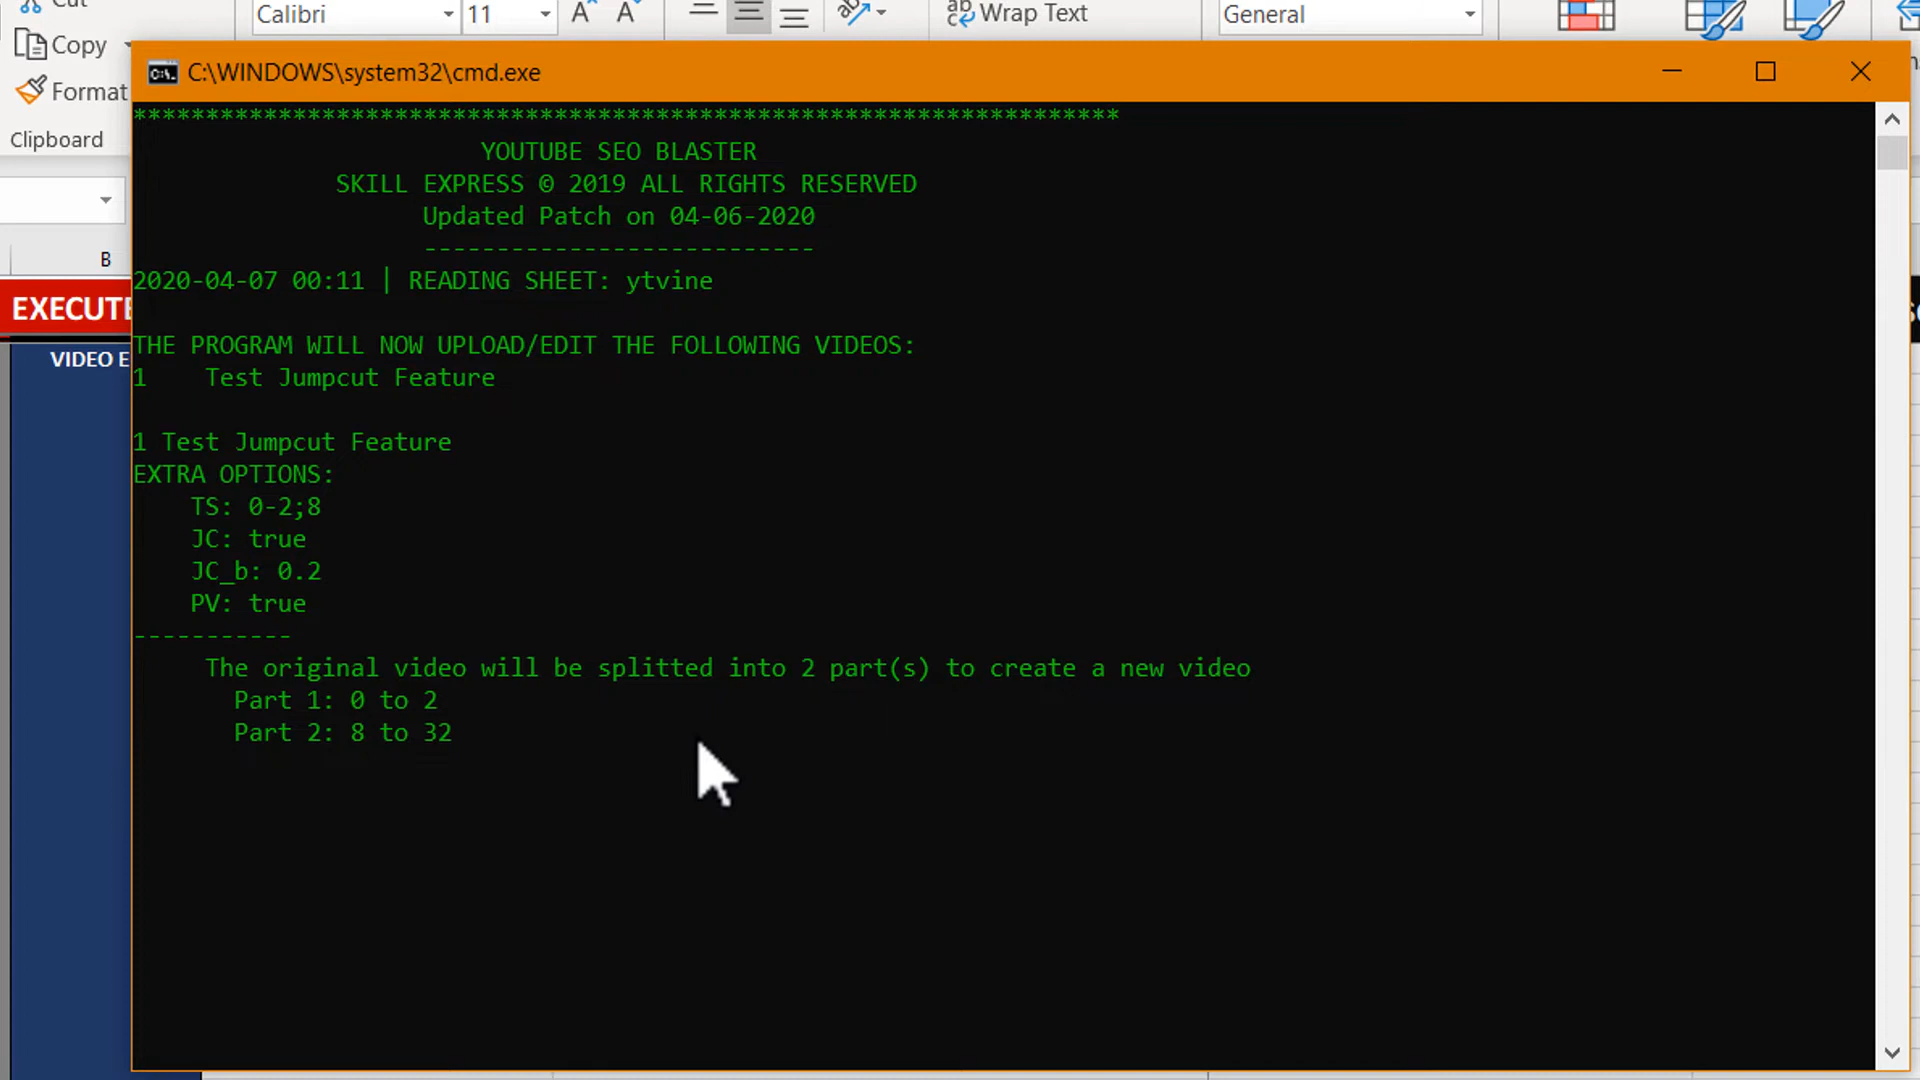 Cut
Calibri 11 Wrap Text General
Copy
Format
Clipboard
C:\WINDOWS\system32\cmd.exe
********************************************************************
YOUTUBE SEO BLASTER
SKILL EXPRESS © 2019 ALL RIGHTS RESERVED
Updated Patch on 04-06-2020
---------------------------
B
2020-04-07 00:11 | READING SHEET: ytvine
EXECUTE
THE PROGRAM WILL NOW UPLOAD/EDIT THE FOLLOWING VIDEOS:
VIDEO E
1 Test Jumpcut Feature
1 Test Jumpcut Feature
EXTRA OPTIONS:
TS: 0-2;8
JC: true
JC_b: 0.2
PV: true
-----------
The original video will be splitted into 2 part(s) to create a new video
Part 1: 0 to 2
Part 2: 8 to 32